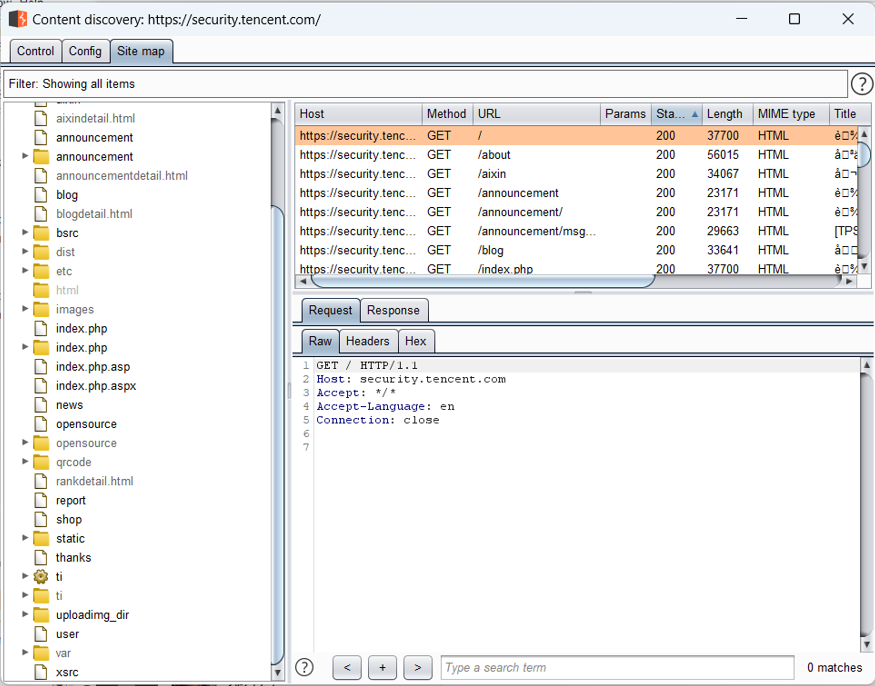 Content discovery: https://security.tencent.com/
Control Config Site map
Filter: Showing all items
aixindetail.html
announcement
announcement
announcementdetail.html
blog
blogdetail.html
bsrc
dist
etc
html
images
index.php
index.php
index.php.asp
index.php.aspx
news
opensource
opensource
qrcode
rankdetail.html
report
shop
static
thanks
ti
ti
uploadimg_dir
user
var
xsrc
Host Method URL Params Sta... Length MIME type Title
https://security.tenc... GET / 200 37700 HTML
https://security.tenc... GET /about 200 56015 HTML
https://security.tenc... GET /aixin 200 34067 HTML
https://security.tenc... GET /announcement 200 23171 HTML
https://security.tenc... GET /announcement/ 200 23171 HTML
https://security.tenc... GET /announcement/msg... 200 29663 HTML [TPS
https://security.tenc... GET /blog 200 33641 HTML
https://security.tenc... GET /index.php 200 37700 HTML
Request Response
Raw Headers Hex
1 GET / HTTP/1.1
2 Host: security.tencent.com
3 Accept: */*
4 Accept-Language: en
5 Connection: close
6
7
? < + > Type a search term 0 matches